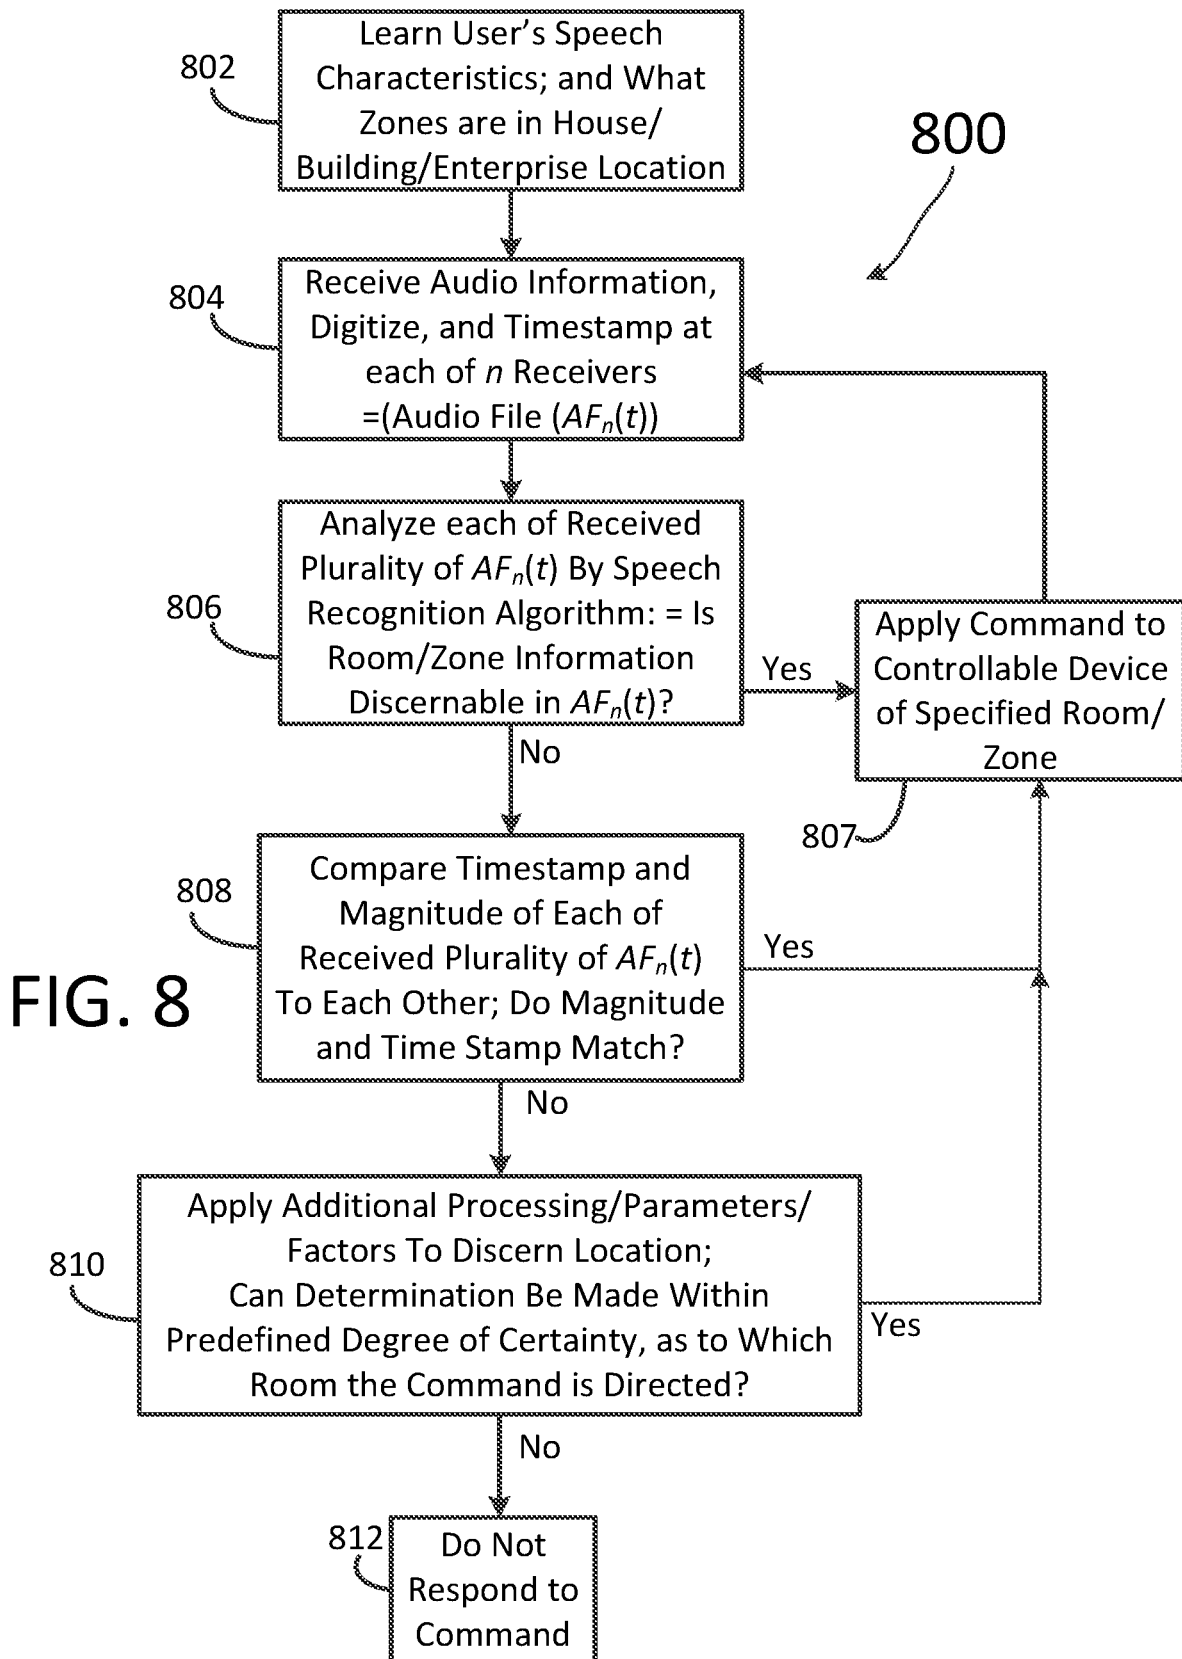 802
Learn User's Speech
Characteristics; and What
Zones are in House/
Building/Enterprise Location
800
804
Receive Audio Information,
Digitize, and Timestamp at
each of n Receivers
=(Audio File (AFn(t))
806
Analyze each of Received
Plurality of AFn(t) By Speech
Recognition Algorithm: = Is
Room/Zone Information
Discernable in AFn(t)?
Yes
No
Apply Command to
Controllable Device
of Specified Room/
Zone
807
808
Compare Timestamp and
Magnitude of Each of
Received Plurality of AFn(t)
To Each Other; Do Magnitude
and Time Stamp Match?
Yes
No
FIG. 8
810
Apply Additional Processing/Parameters/
Factors To Discern Location;
Can Determination Be Made Within
Predefined Degree of Certainty, as to Which
Room the Command is Directed?
Yes
No
812
Do Not
Respond to
Command